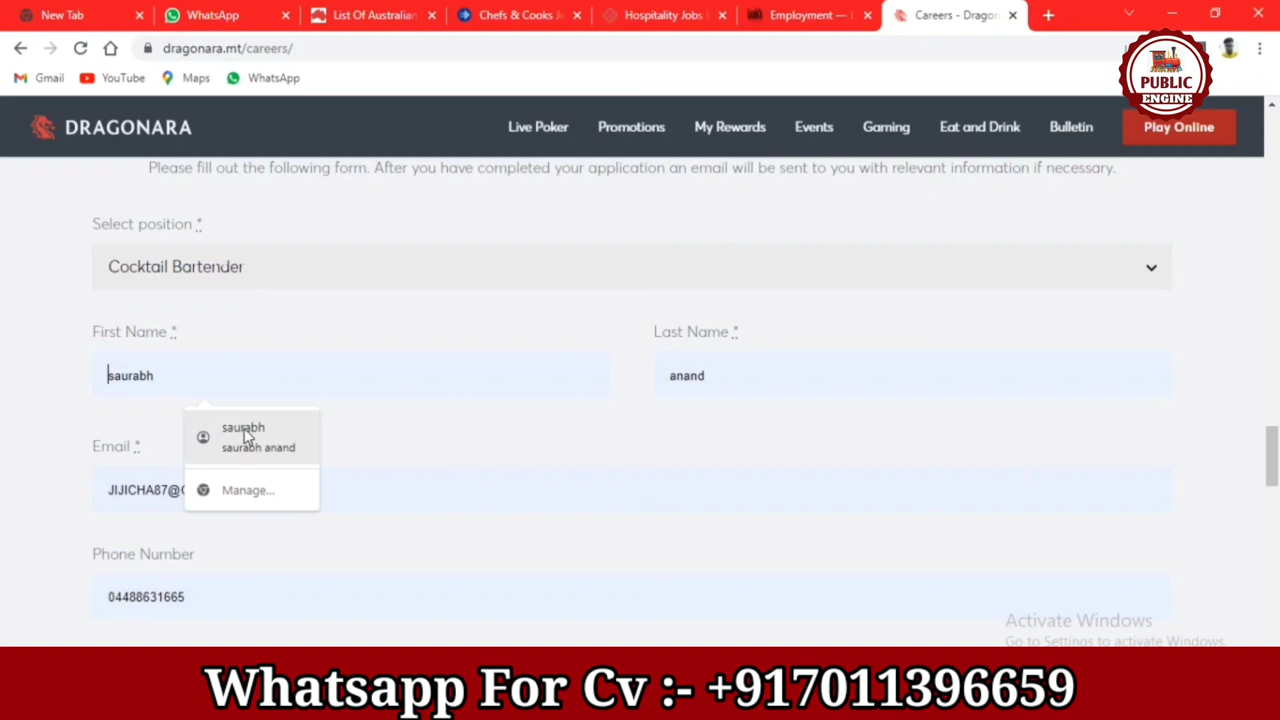 New Tab
WhatsApp
List Of Australian
Chefs & Cooks Jo
Hospitality Jobs
Employment —
Careers - Dragon
dragonara.mt/careers/
Gmail
YouTube
Maps
WhatsApp
PUBLIC
ENGINE
DRAGONARA
Live Poker
Promotions
My Rewards
Events
Gaming
Eat and Drink
Bulletin
Play Online
Please fill out the following form. After you have completed your application an email will be sent to you with relevant information if necessary.
Select position *
Cocktail Bartender
First Name *
Last Name *
saurabh
anand
saurabh
saurabh anand
Email *
JIJICHA87@
Manage...
Phone Number
04488631665
Activate Windows
Go to Settings to activate Windows.
Whatsapp For Cv :- +917011396659